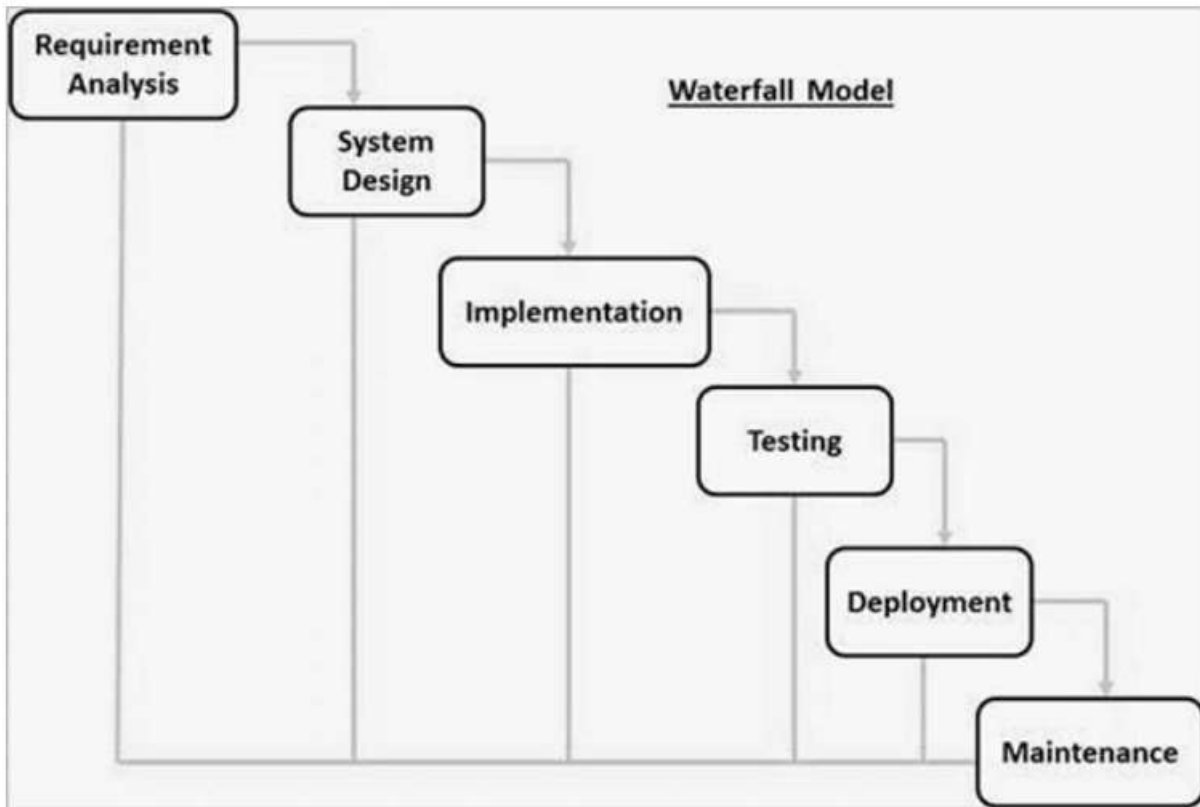 Requirement
Analysis
Waterfall Model
System
Design
Implementation
Testing
Deployment
Maintenance